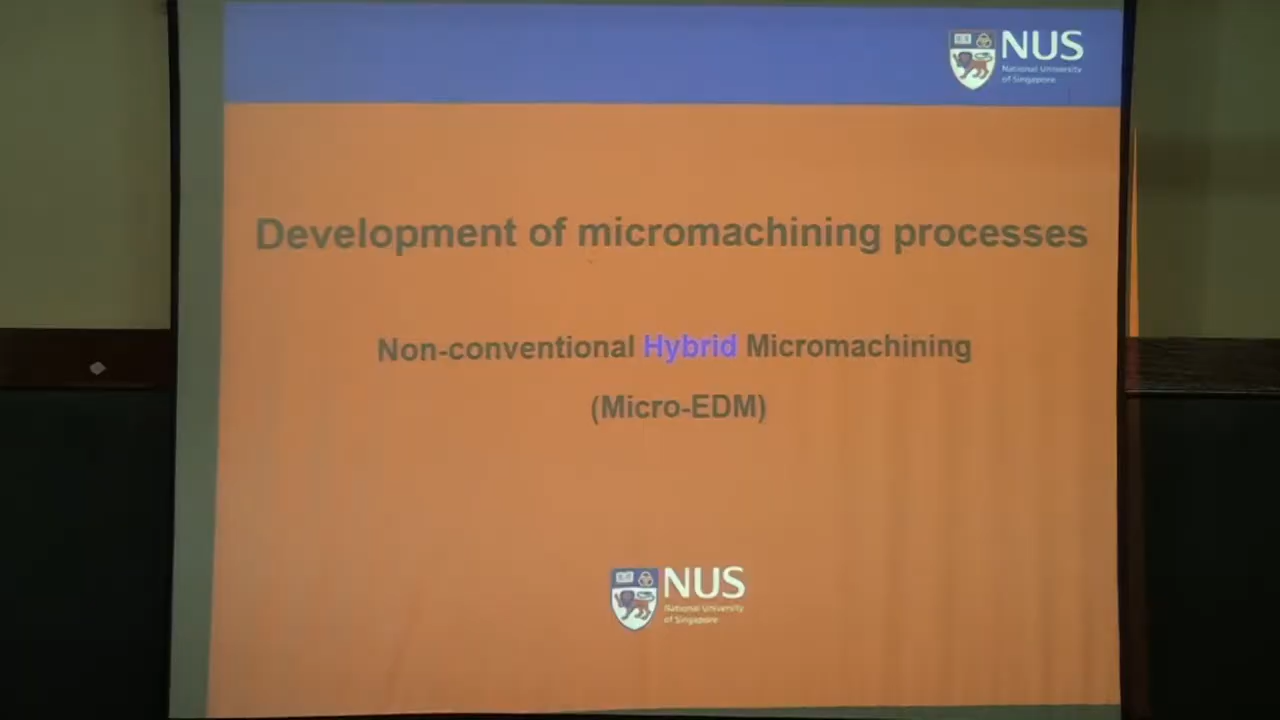 NUS
National University
of Singapore
Development of micromachining processes
Non-conventional Hybrid Micromachining
(Micro-EDM)
NUS
National University
of Singapore